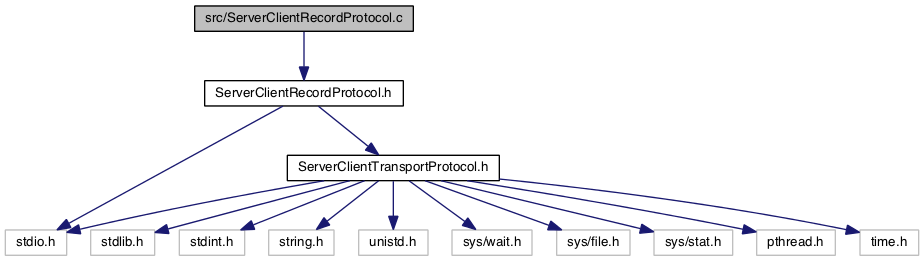 src/ServerClientRecordProtocol.c
ServerClientRecordProtocol.h
ServerClientTransportProtocol.h
stdio.h
stdlib.h
stdint.h
string.h
unistd.h
sys/wait.h
sys/file.h
sys/stat.h
pthread.h
time.h